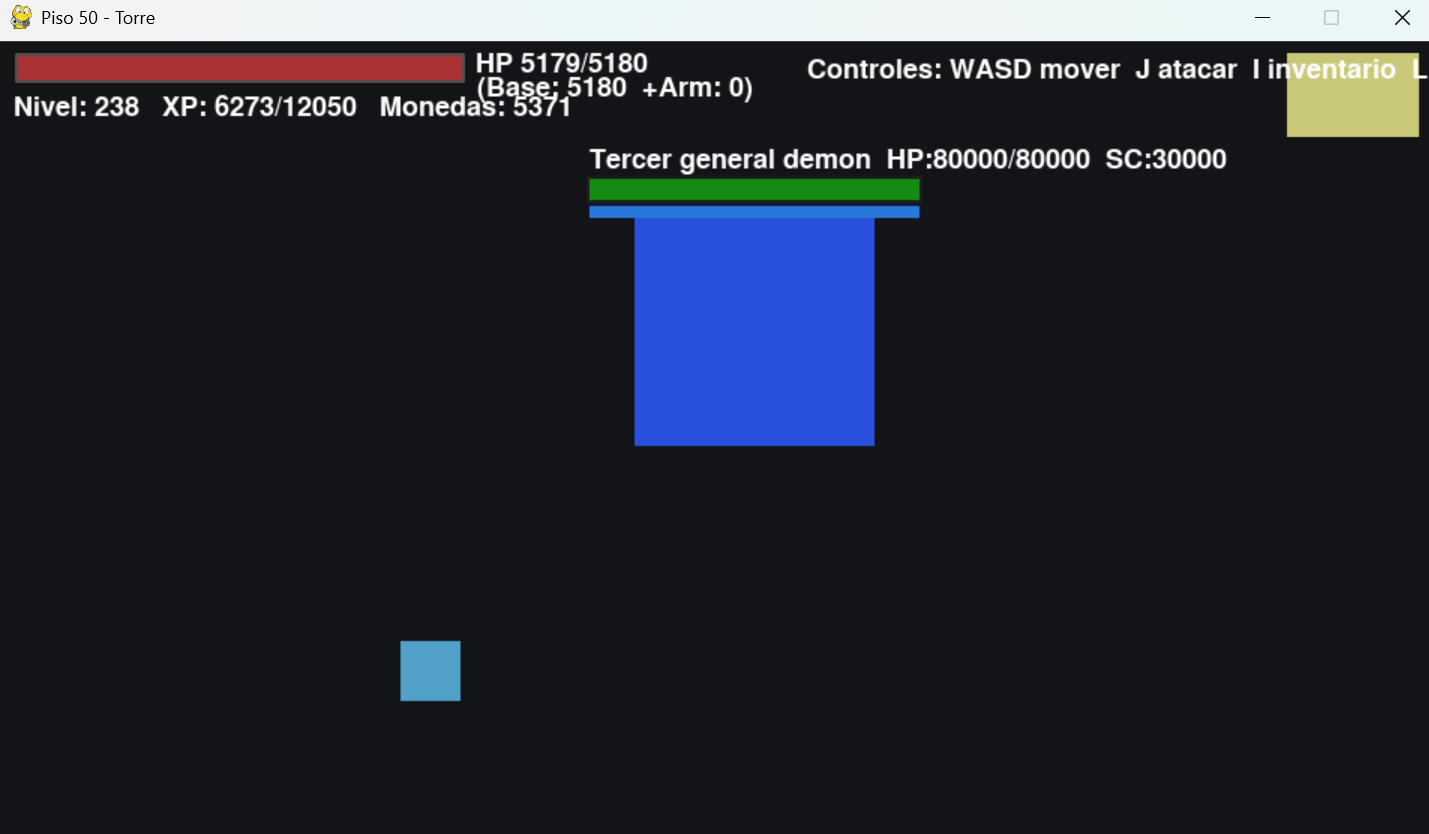 Piso 50 - Torre
HP 5179/5180
Controles: WASD mover J atacar I inventario L
(Base: 5180 +Arm: 0)
Nivel: 238 XP: 6273/12050 Monedas: 5371
Tercer general demon HP:80000/80000 SC:30000